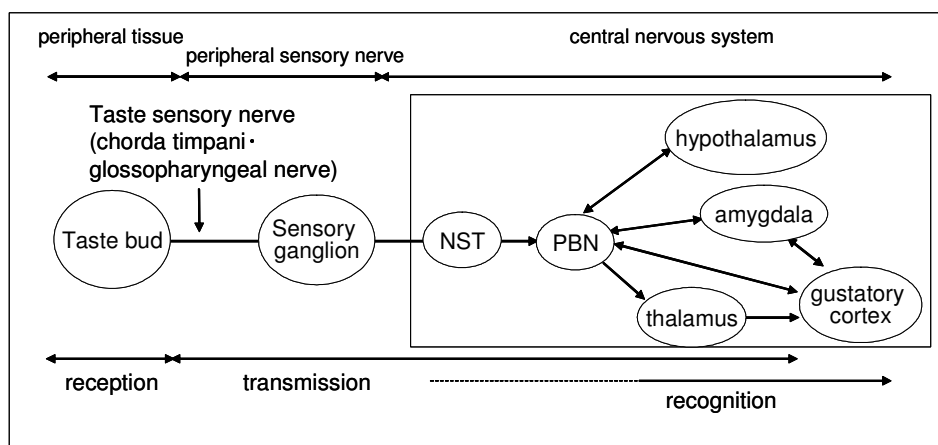 peripheral tissue
peripheral sensory nerve
central nervous system
Taste sensory nerve
(chorda timpani・
glossopharyngeal nerve)
hypothalamus
amygdala
Taste bud
Sensory
ganglion
NST
PBN
gustatory
cortex
thalamus
reception
transmission
recognition